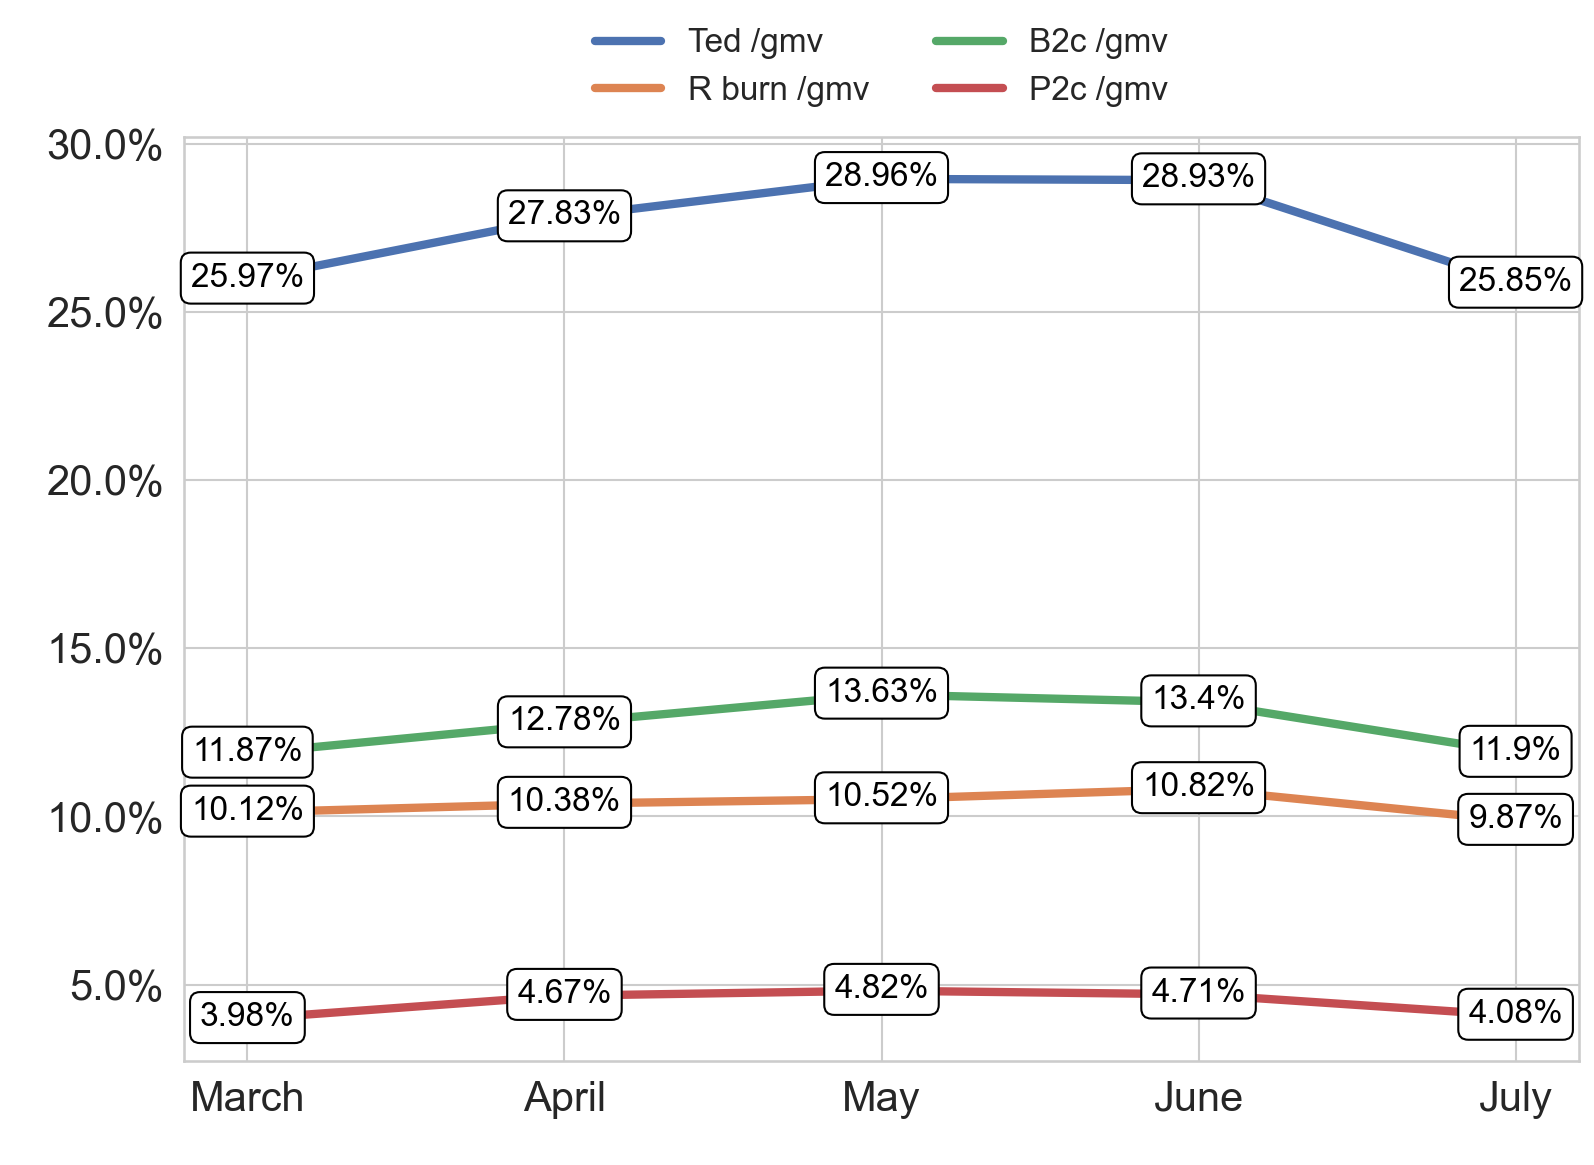 Ted /gmv
R burn /gmv
B2c /gmv
P2c /gmv
30.0%
25.0%
20.0%
15.0%
10.0%
5.0%
25.97%
27.83%
28.96%
28.93%
25.85%
11.87%
12.78%
13.63%
13.4%
11.9%
10.12%
10.38%
10.52%
10.82%
9.87%
3.98%
4.67%
4.82%
4.71%
4.08%
March
April
May
June
July